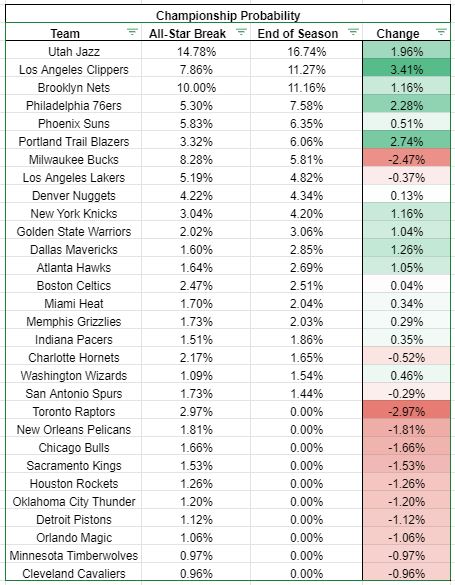 Championship Probability
Team All-Star Break End of Season Change
Utah Jazz 14.78% 16.74% 1.96%
Los Angeles Clippers 7.86% 11.27% 3.41%
Brooklyn Nets 10.00% 11.16% 1.16%
Philadelphia 76ers 5.30% 7.58% 2.28%
Phoenix Suns 5.83% 6.35% 0.51%
Portland Trail Blazers 3.32% 6.06% 2.74%
Milwaukee Bucks 8.28% 5.81% -2.47%
Los Angeles Lakers 5.19% 4.82% -0.37%
Denver Nuggets 4.22% 4.34% 0.13%
New York Knicks 3.04% 4.20% 1.16%
Golden State Warriors 2.02% 3.06% 1.04%
Dallas Mavericks 1.60% 2.85% 1.26%
Atlanta Hawks 1.64% 2.69% 1.05%
Boston Celtics 2.47% 2.51% 0.04%
Miami Heat 1.70% 2.04% 0.34%
Memphis Grizzlies 1.73% 2.03% 0.29%
Indiana Pacers 1.51% 1.86% 0.35%
Charlotte Hornets 2.17% 1.65% -0.52%
Washington Wizards 1.09% 1.54% 0.46%
San Antonio Spurs 1.73% 1.44% -0.29%
Toronto Raptors 2.97% 0.00% -2.97%
New Orleans Pelicans 1.81% 0.00% -1.81%
Chicago Bulls 1.66% 0.00% -1.66%
Sacramento Kings 1.53% 0.00% -1.53%
Houston Rockets 1.26% 0.00% -1.26%
Oklahoma City Thunder 1.20% 0.00% -1.20%
Detroit Pistons 1.12% 0.00% -1.12%
Orlando Magic 1.06% 0.00% -1.06%
Minnesota Timberwolves 0.97% 0.00% -0.97%
Cleveland Cavaliers 0.96% 0.00% -0.96%